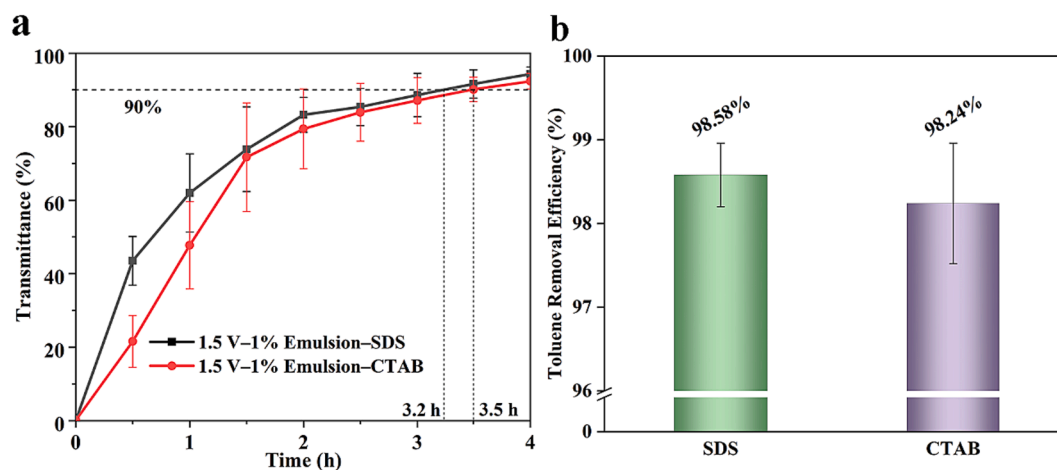 a
Transmittance (%)
100
80
60
40
20
0
90%
1.5 V–1% Emulsion–SDS
1.5 V–1% Emulsion–CTAB
3.2 h
3.5 h
0 1 2 3 4
Time (h)
b
Toluene Removal Efficiency (%)
100
99
98
97
96
0
98.58%
98.24%
SDS CTAB